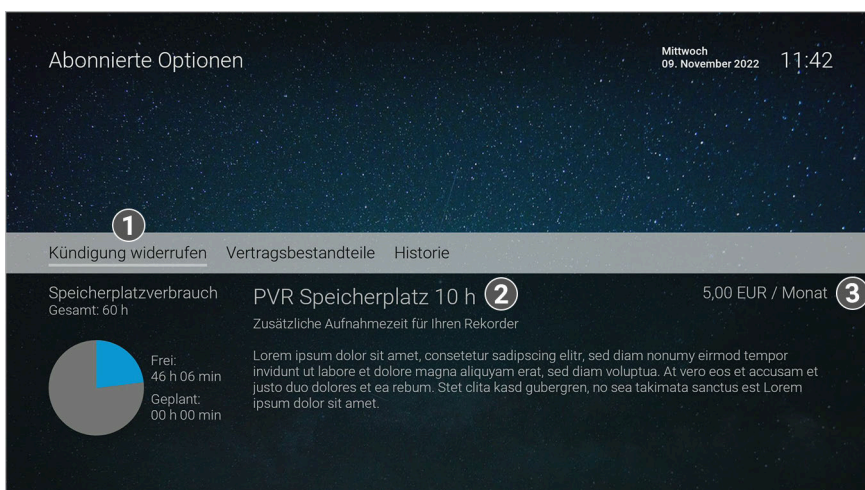 Abonnierte Optionen
Mittwoch
09. November 2022
11:42
1
Kündigung widerrufen Vertragsbestandteile Historie
Speicherplatzverbrauch
Gesamt: 60 h
Frei:
46 h 06 min
Geplant:
00 h 00 min
PVR Speicherplatz 10 h 2
5,00 EUR / Monat 3
Zusätzliche Aufnahmezeit für Ihren Rekorder
Lorem ipsum dolor sit amet, consetetur sadipscing elitr, sed diam nonumy eirmod tempor
invidunt ut labore et dolore magna aliquyam erat, sed diam voluptua. At vero eos et accusam et
justo duo dolores et ea rebum. Stet clita kasd gubergren, no sea takimata sanctus est Lorem
ipsum dolor sit amet.